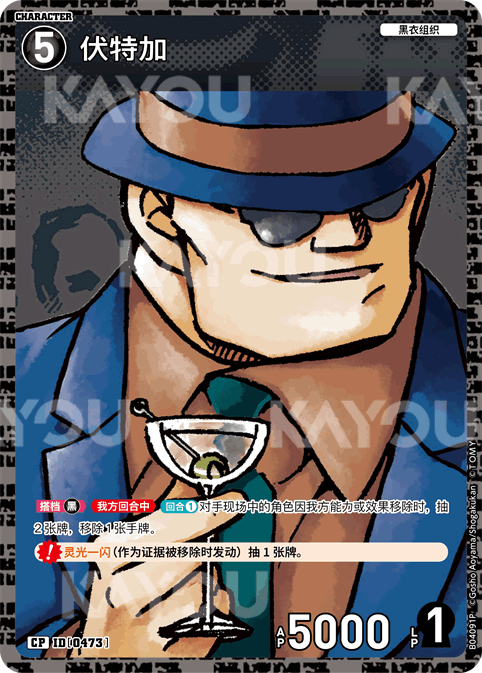 CHARACTER
5 伏特加
黑衣组织
KAYOU KAYOU
KAYOU
KAYOU KAYOU
搭档 黑 我方回合中 回合1 对手现场中的角色因我方能力或效果移除时，抽
2 张牌，移除 1 张手牌。
灵光一闪(作为证据被移除时发动）抽 1 张牌。
CP ID[0473]
AP 5000 LP 1
B04091P ©Gosho Aoyama/Shogakukan ©TOMY